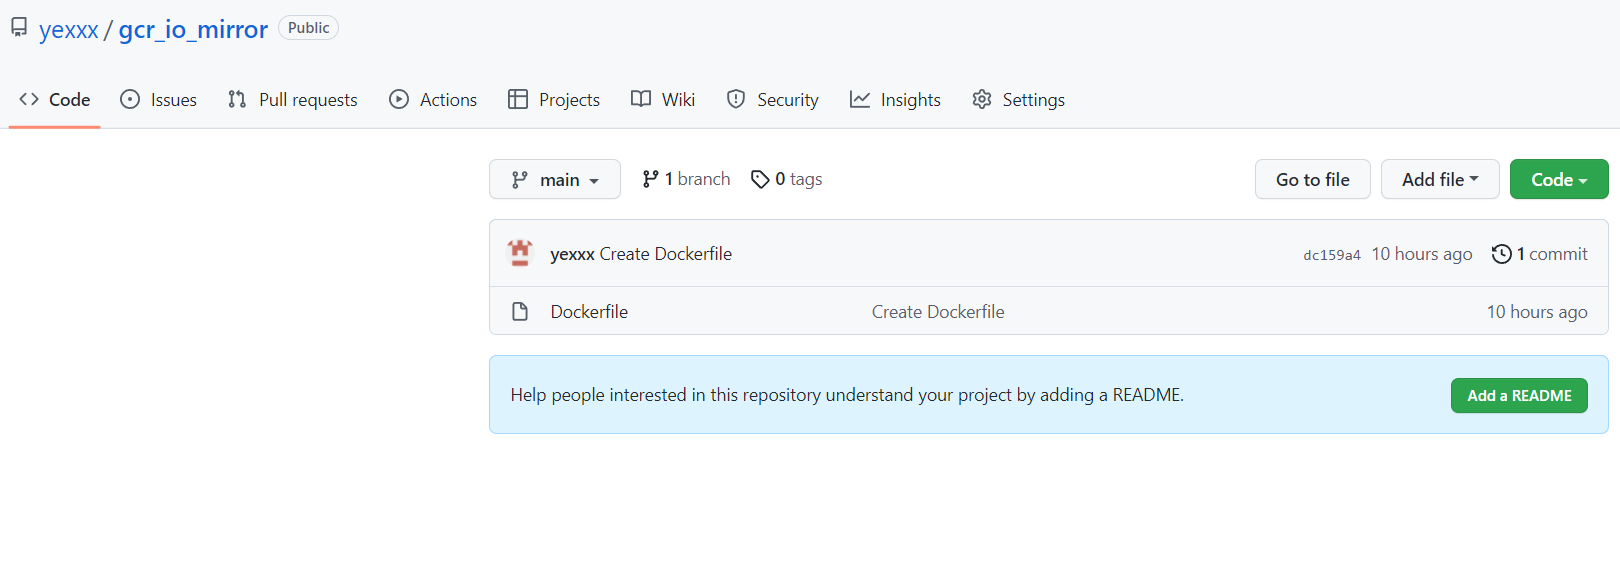 yexxx / gcr_io_mirror Public
Code Issues Pull requests Actions Projects Wiki Security Insights Settings
main 1 branch 0 tags Go to file Add file Code
yexxx Create Dockerfile dc159a4 10 hours ago 1 commit
Dockerfile Create Dockerfile 10 hours ago
Help people interested in this repository understand your project by adding a README. Add a README